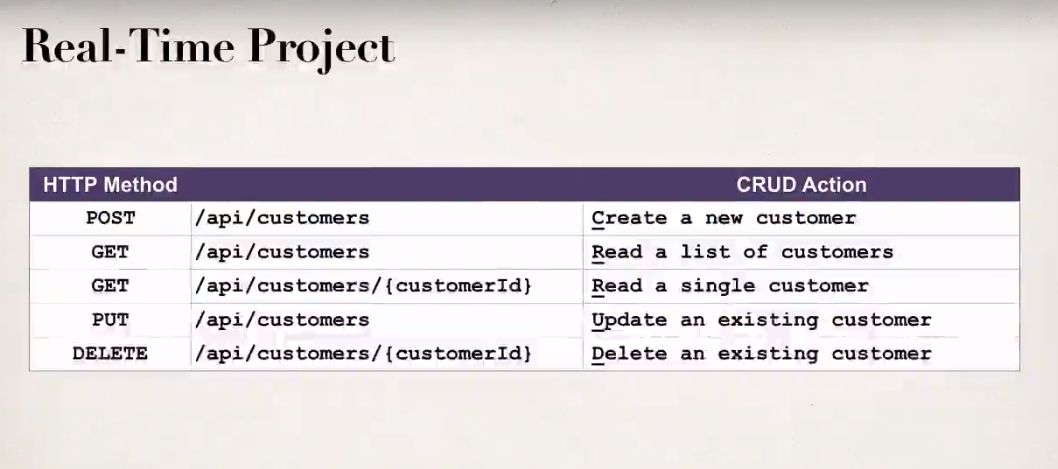 Real-Time Project
HTTP Method CRUD Action
POST /api/customers Create a new customer
GET /api/customers Read a list of customers
GET /api/customers/{customerId} Read a single customer
PUT /api/customers Update an existing customer
DELETE /api/customers/{customerId} Delete an existing customer